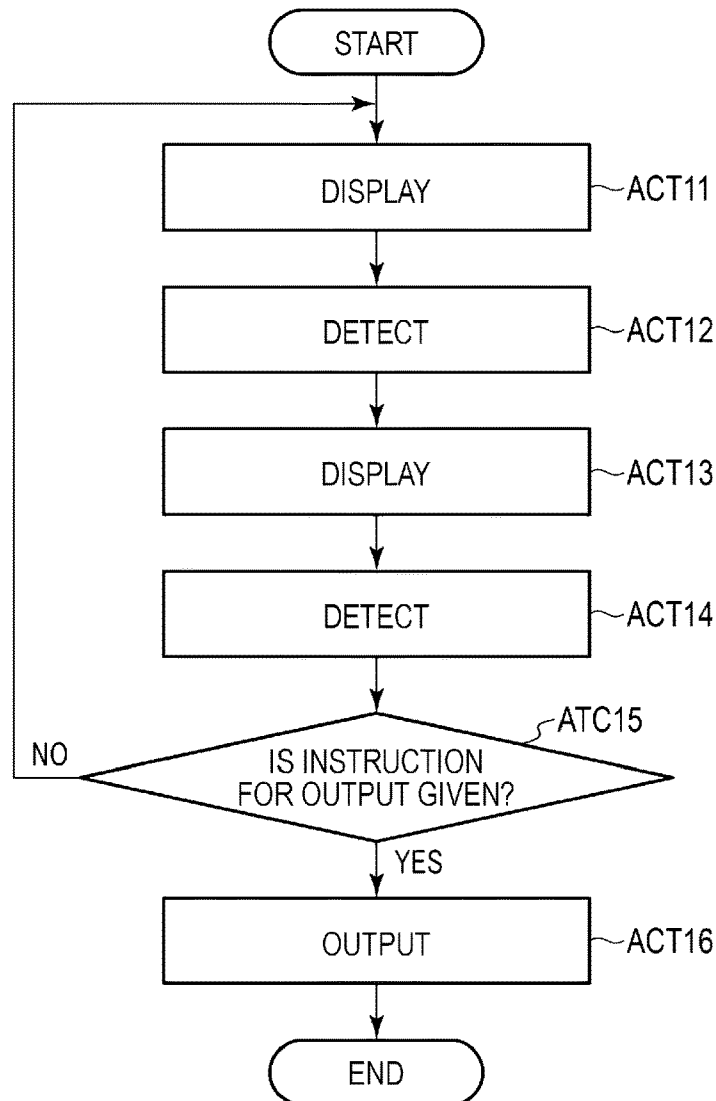 START
DISPLAY
ACT11
DETECT
ACT12
DISPLAY
ACT13
DETECT
ACT14
ATC15
NO
IS INSTRUCTION
FOR OUTPUT GIVEN?
YES
OUTPUT
ACT16
END